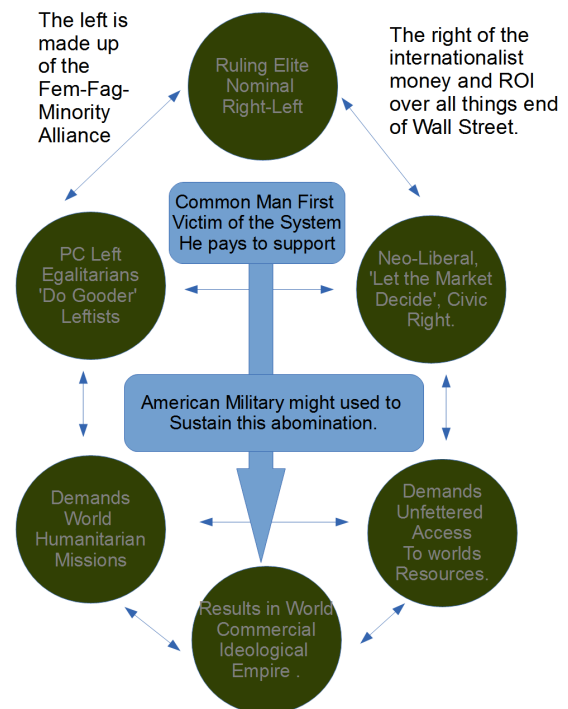 The left is
made up
of the
Fem-Fag-
Minority
Alliance
Ruling Elite
Nominal
Right-Left
The right of the
internationalist
money and ROI
over all things end
of Wall Street.
Common Man First
Victim of the System
He pays to support
PC Left
Egalitarians
'Do Gooder'
Leftists
Neo-Liberal,
'Let the Market
Decide', Civic
Right.
American Military might used to
Sustain this abomination.
Demands
World
Humanitarian
Missions
Demands
Unfettered
Access
To worlds
Resources.
Results in World
Commercial
Ideological
Empire .